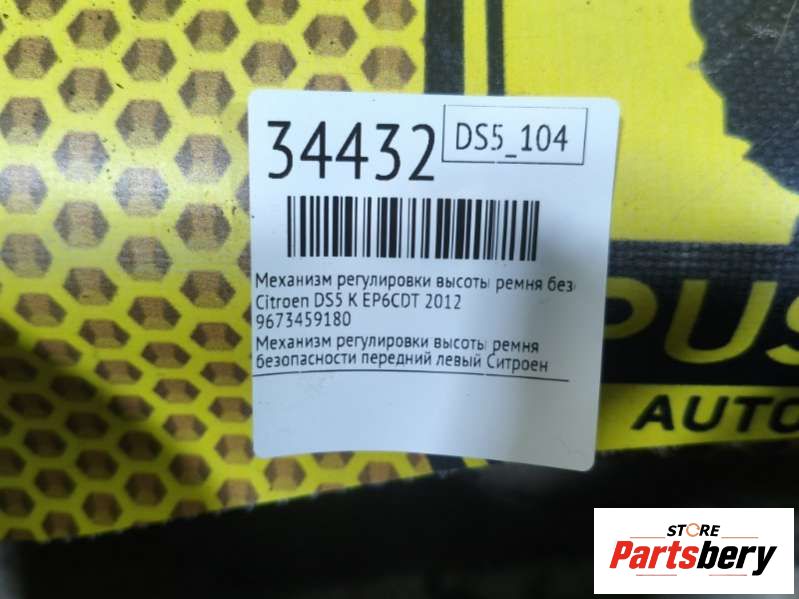 34432
DS5_104
Механизм регулировки высоты ремня без
Citroen DS5 K EP6CDT 2012
9673459180
Механизм регулировки высоты ремня
безопасности передний левый Ситроен
PUS
AUTO
STORE
Partsbery